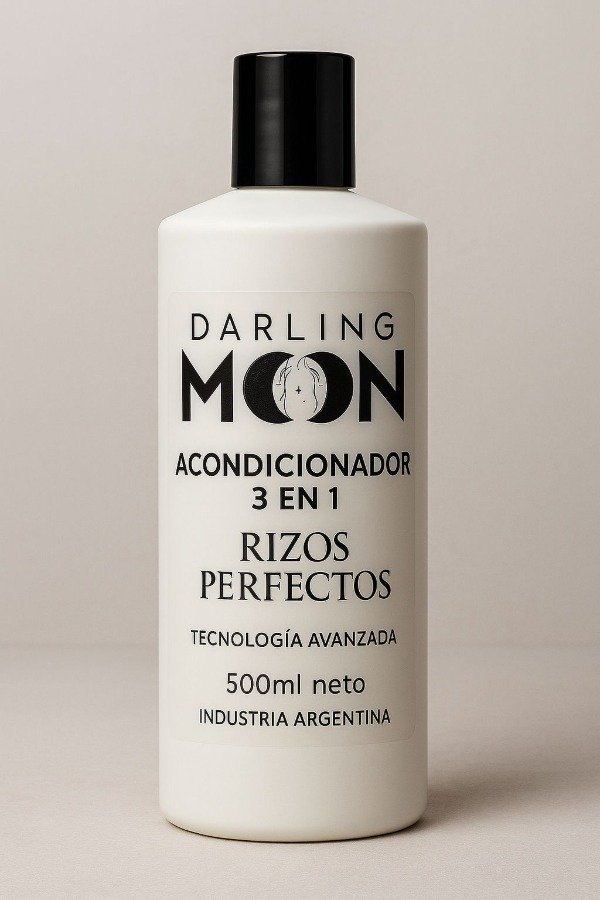 DARLING
MOON
ACONDICIONADOR
3 EN 1
RIZOS
PERFECTOS
TECNOLOGÍA AVANZADA
500ml neto
INDUSTRIA ARGENTINA